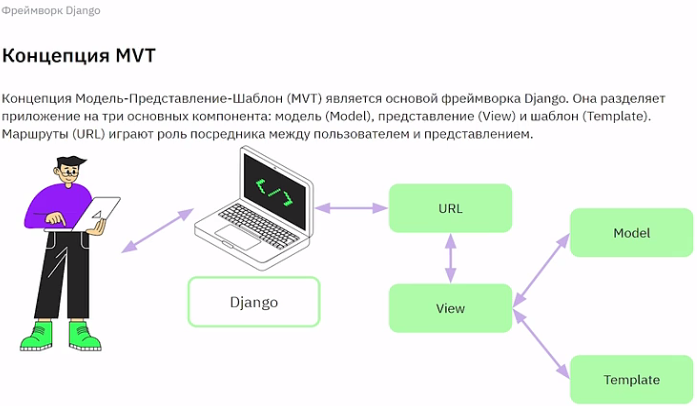 Фреймворк Django
Концепция MVT
Концепция Модель-Представление-Шаблон (MVT) является основой фреймворка Django. Она разделяет
приложение на три основных компонента: модель (Model), представление (View) и шаблон (Template).
Маршруты (URL) играют роль посредника между пользователем и представлением.
</>
URL
Model
Django
View
Template